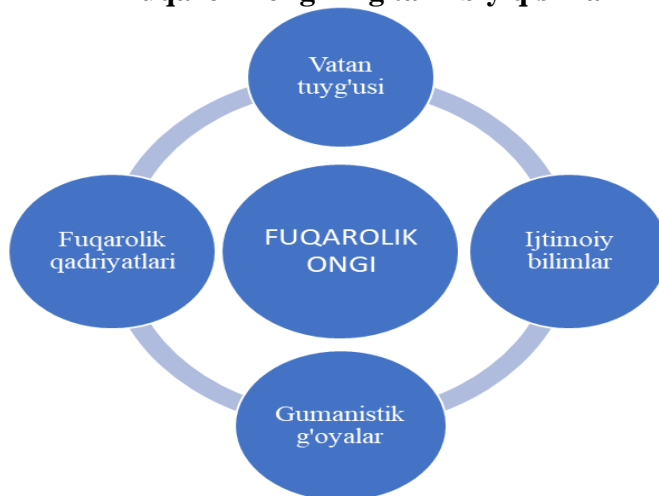 Vatan
tuyg'usi
Fuqarolik
qadriyatlari
FUQAROLIK
ONGI
Ijtimoiy
bilimlar
Gumanistik
g'oyalar